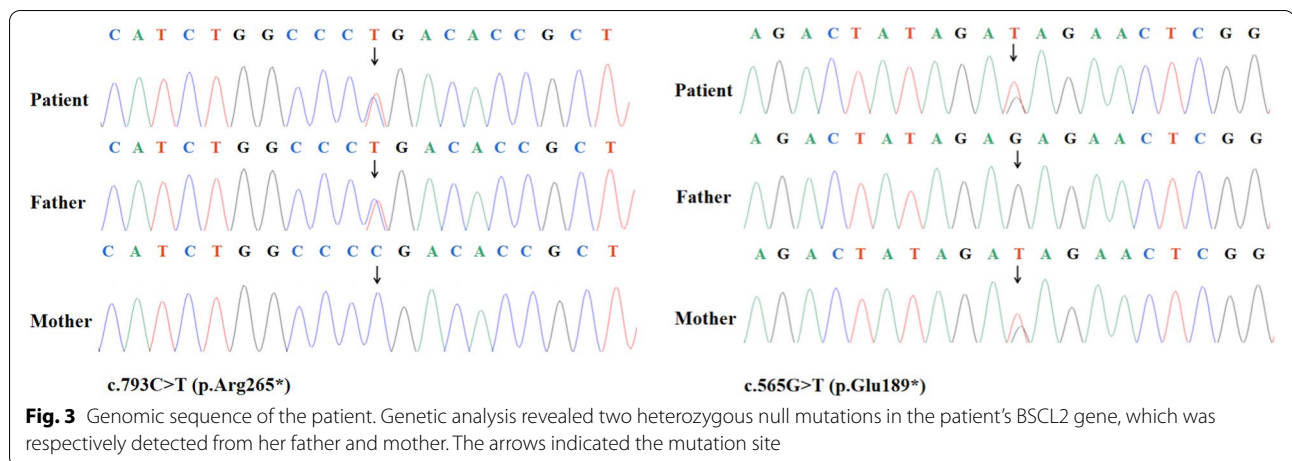 C A T C T G G C C C T G A C A C C G C T
Patient
C A T C T G G C C C T G A C A C C G C T
Father
C A T C T G G C C C C G A C A C C G C T
Mother
c.793C>T (p.Arg265*)
A G A C T A T A G A T A G A A C T C G G
Patient
A G A C T A T A G A G A G A A C T C G G
Father
A G A C T A T A G A T A G A A C T C G G
Mother
c.565G>T (p.Glu189*)
Fig. 3 Genomic sequence of the patient. Genetic analysis revealed two heterozygous null mutations in the patient's BSCL2 gene, which was
respectively detected from her father and mother. The arrows indicated the mutation site